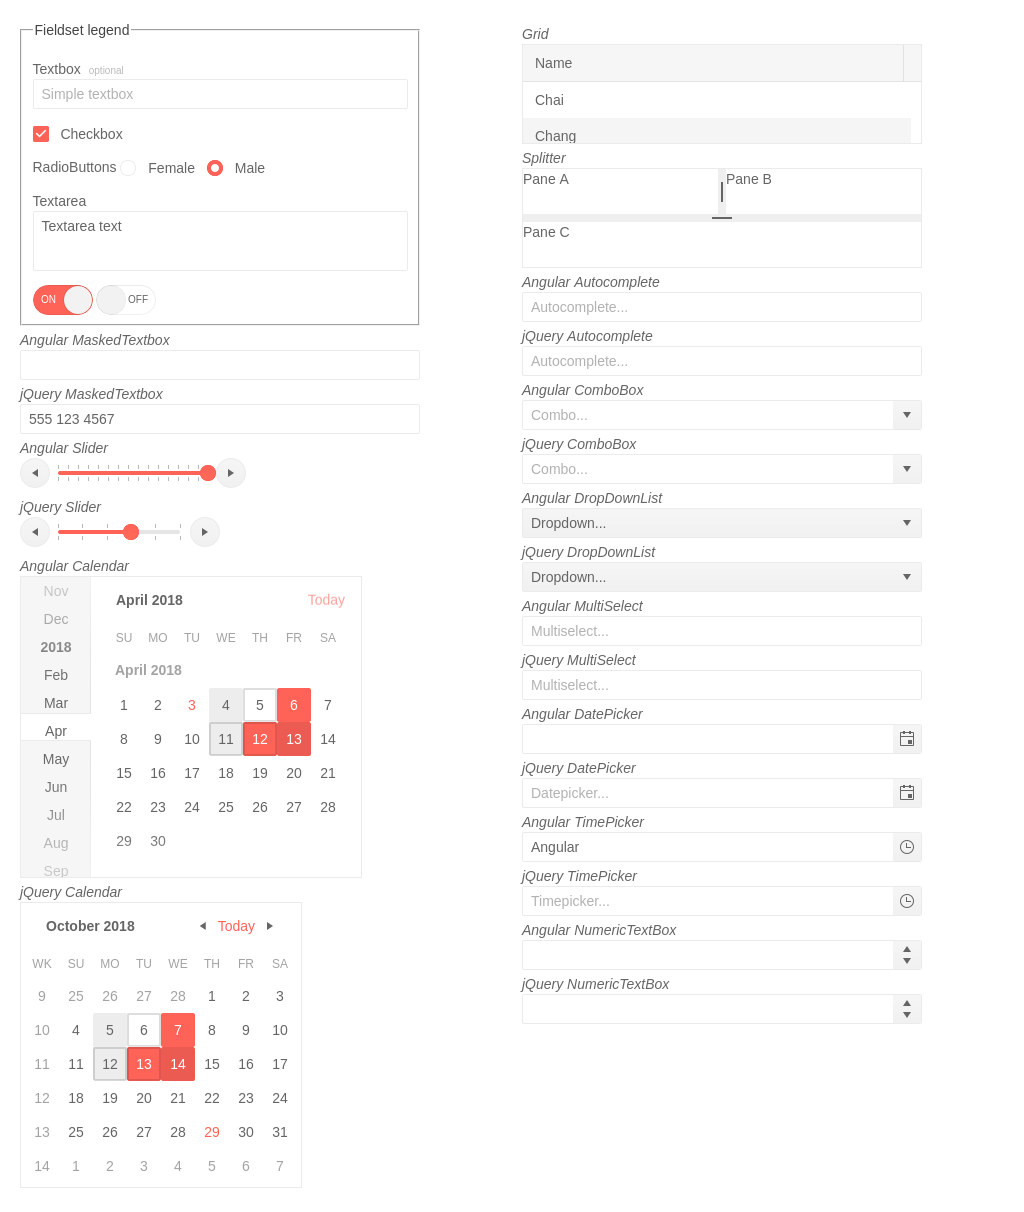 Fieldset legend
Textbox optional
Simple textbox
Checkbox
RadioButtons Female Male
Textarea
Textarea text
ON OFF
Angular MaskedTextbox
jQuery MaskedTextbox
555 123 4567
Angular Slider
jQuery Slider
Angular Calendar
Nov
Dec
2018
Feb
Mar
Apr
May
Jun
Jul
Aug
Sep
April 2018 Today
SU MO TU WE TH FR SA
April 2018
1 2 3 4 5 6 7
8 9 10 11 12 13 14
15 16 17 18 19 20 21
22 23 24 25 26 27 28
29 30
jQuery Calendar
October 2018 Today
WK SU MO TU WE TH FR SA
9 25 26 27 28 1 2 3
10 4 5 6 7 8 9 10
11 11 12 13 14 15 16 17
12 18 19 20 21 22 23 24
13 25 26 27 28 29 30 31
14 1 2 3 4 5 6 7
Grid
Name
Chai
Chang
Splitter
Pane A Pane B
Pane C
Angular Autocomplete
Autocomplete...
jQuery Autocomplete
Autocomplete...
Angular ComboBox
Combo...
jQuery ComboBox
Combo...
Angular DropDownList
Dropdown...
jQuery DropDownList
Dropdown...
Angular MultiSelect
Multiselect...
jQuery MultiSelect
Multiselect...
Angular DatePicker
jQuery DatePicker
Datepicker...
Angular TimePicker
Angular
jQuery TimePicker
Timepicker...
Angular NumericTextBox
jQuery NumericTextBox